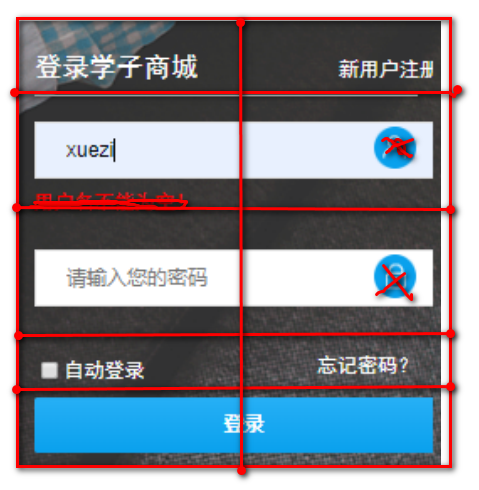 登录学子商城 新用户注册
xuezi
用户名不能为空!
请输入您的密码
自动登录 忘记密码?
登录